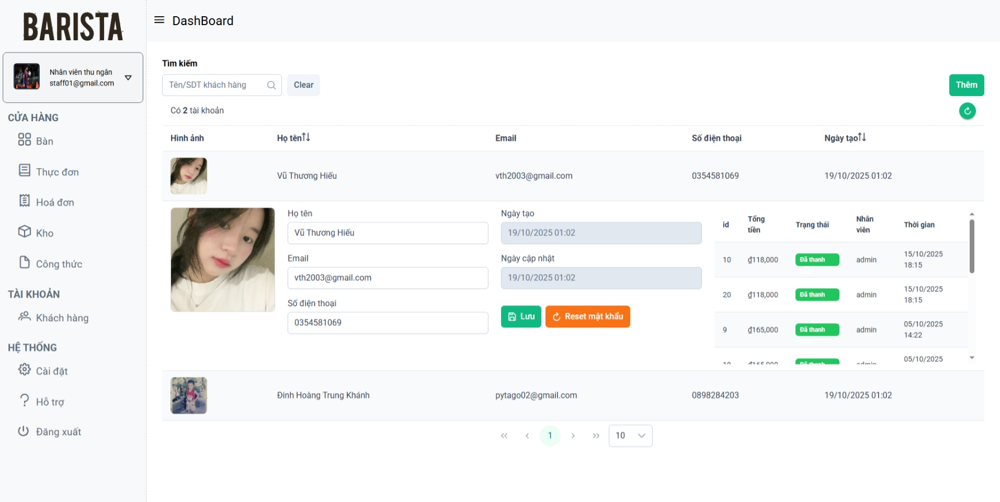 BARISTA
DashBoard
Nhân viên thu ngân
staff01@gmail.com
CỬA HÀNG
Bàn
Thực đơn
Hoá đơn
Kho
Công thức
TÀI KHOẢN
Khách hàng
HỆ THỐNG
Cài đặt
Hỗ trợ
Đăng xuất
Tìm kiếm
Tên/SDT khách hàng
Clear
Thêm
Có 2 tài khoản
Hình ảnh Họ tên Email Số điện thoại Ngày tạo
Vũ Thương Hiếu vth2003@gmail.com 0354581069 19/10/2025 01:02
Họ tên
Vũ Thương Hiếu
Email
vth2003@gmail.com
Số điện thoại
0354581069
Ngày tạo
19/10/2025 01:02
Ngày cập nhật
19/10/2025 01:02
Lưu
Reset mật khẩu
id Tổng tiền Trạng thái Nhân viên Thời gian
10 ₫118,000 Đã thanh admin 15/10/2025 18:15
20 ₫118,000 Đã thanh admin 15/10/2025 18:15
9 ₫165,000 Đã thanh admin 05/10/2025 14:22
19 ₫165,000 Đã thanh admin 05/10/2025
Đinh Hoàng Trung Khánh pytago02@gmail.com 0898284203 19/10/2025 01:02
1
10